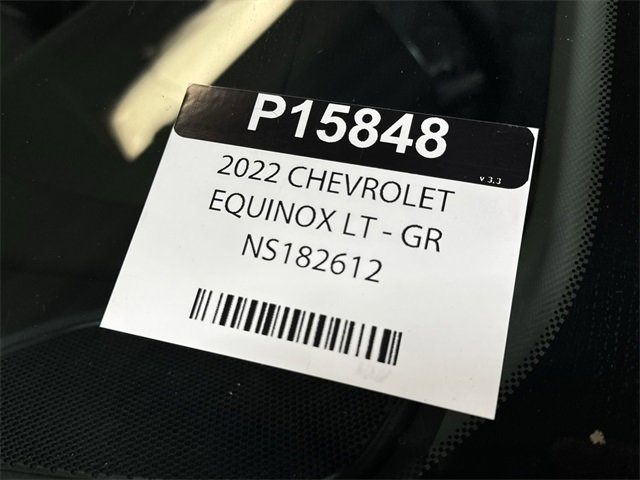 P15848
v 3.3
2022 CHEVROLET
EQUINOX LT - GR
NS182612